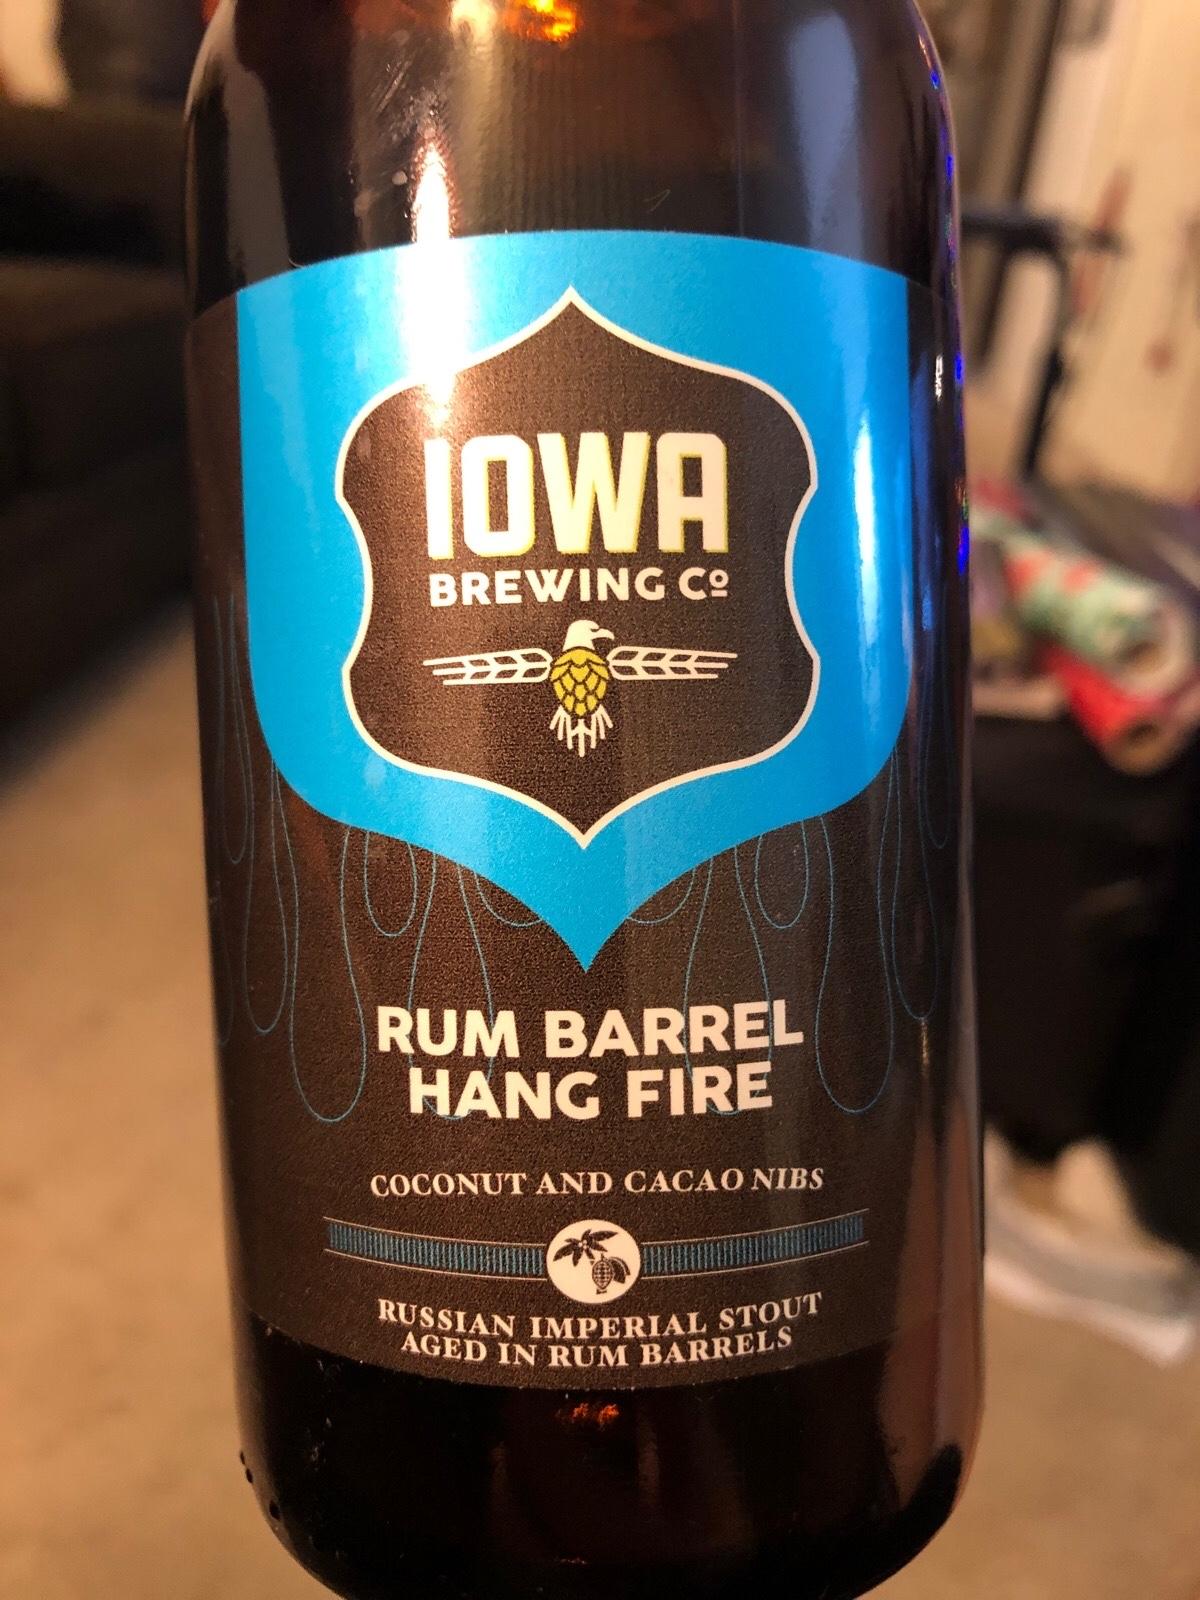 IOWA
BREWING Cº
RUM BARREL
HANG FIRE
COCONUT AND CACAO NIBS
RUSSIAN IMPERIAL STOUT
AGED IN RUM BARRELS